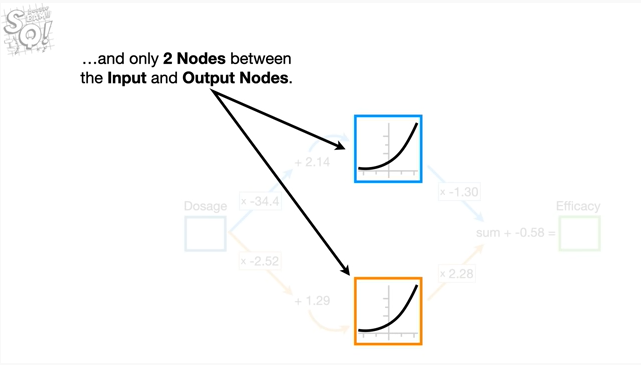 …and only 2 Nodes between
the Input and Output Nodes.
+ 2.14
x -34.4
x -1.30
Dosage
Efficacy
sum + -0.58 =
x -2.52
x 2.28
+ 1.29